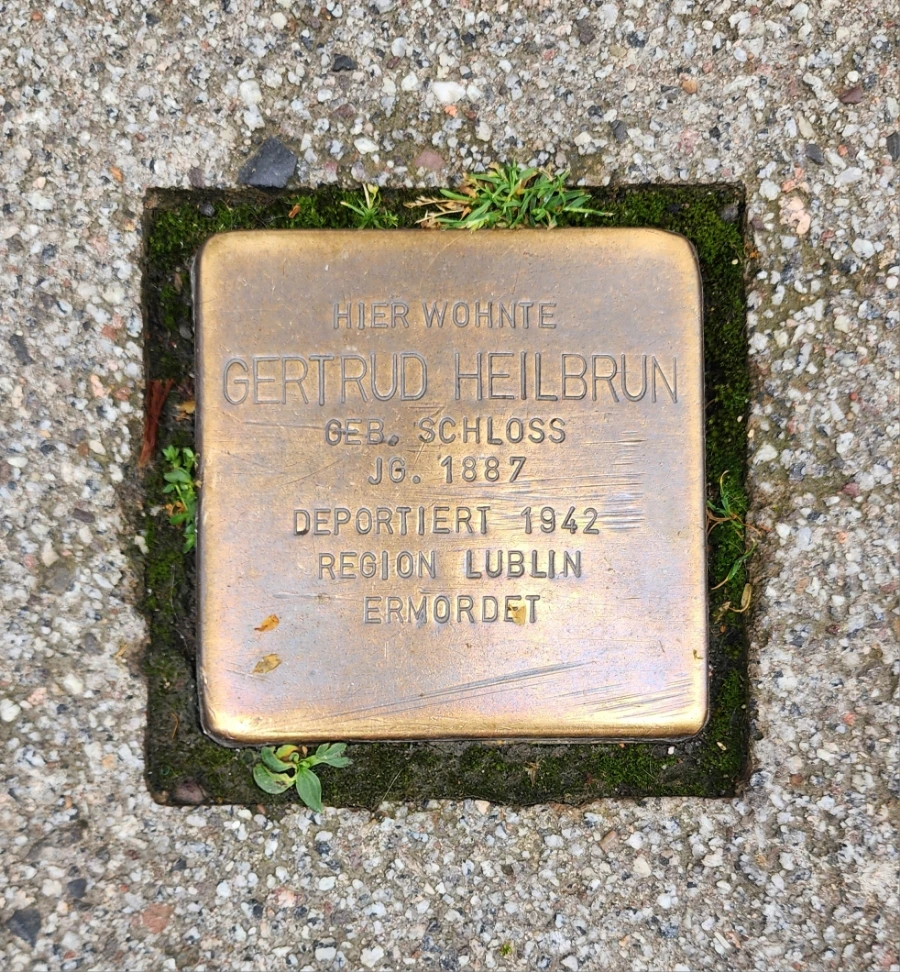 HIER WOHNTE
GERTRUD HEILBRUN
GEB. SCHLOSS
JG. 1887
DEPORTIERT 1942
REGION LUBLIN
ERMORDET